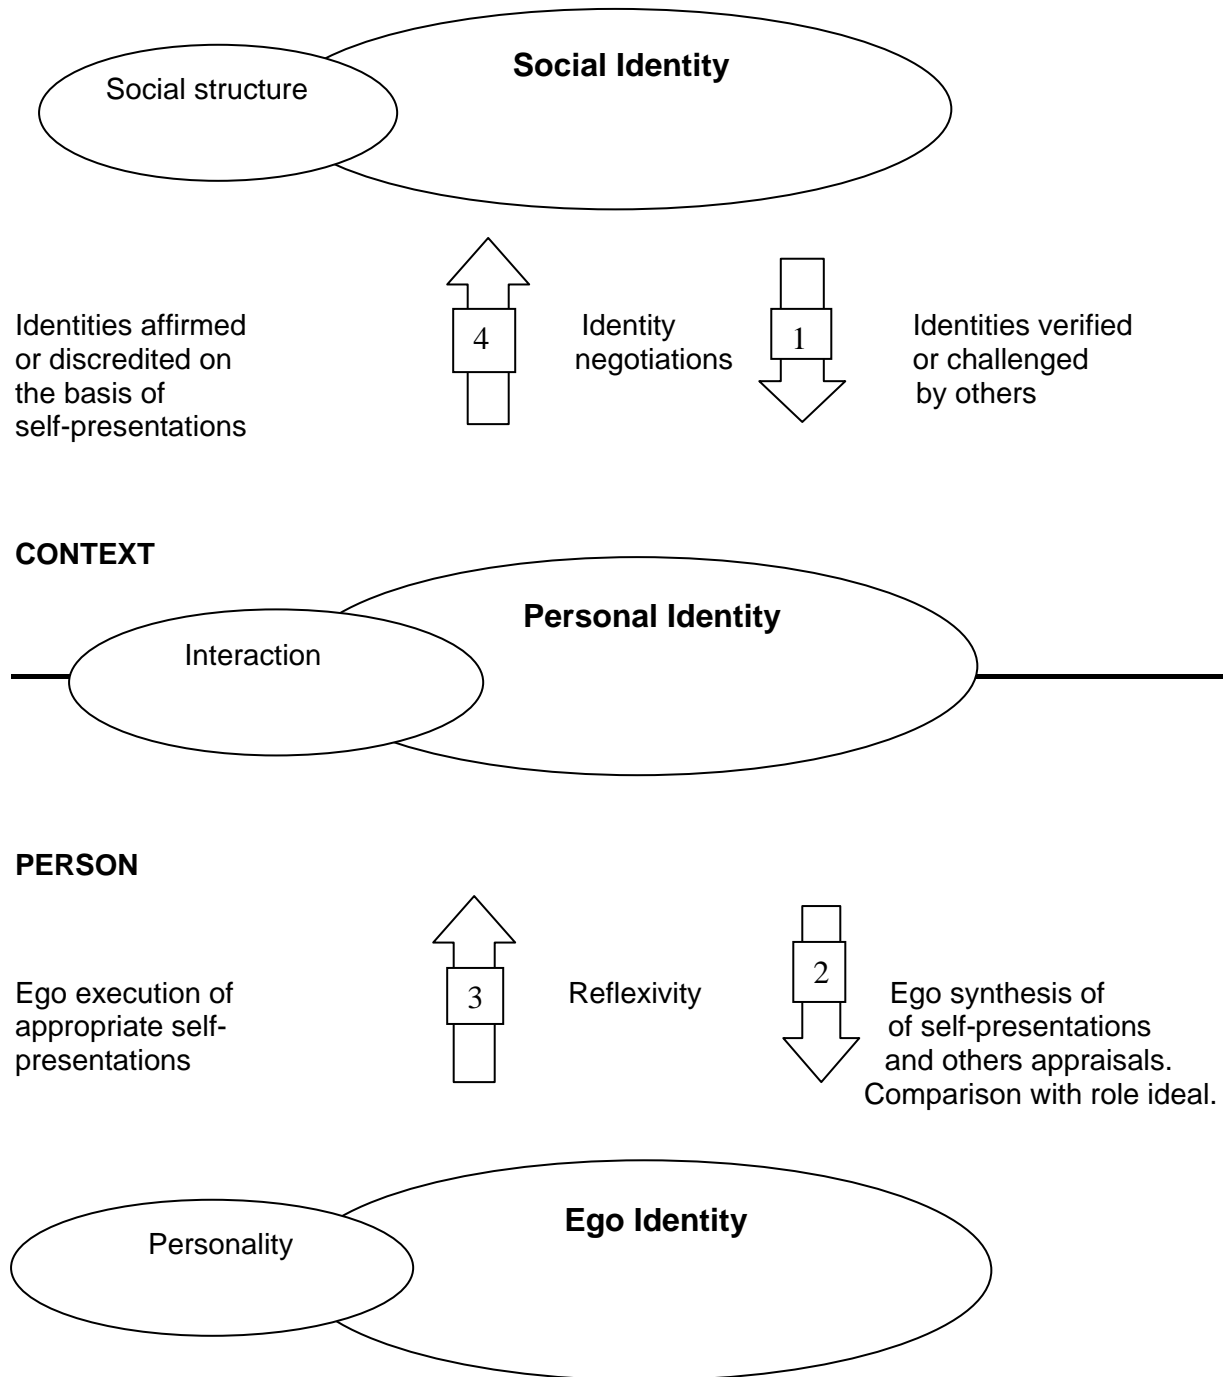 Social Identity
Social structure
Identities affirmed
or discredited on
the basis of
self-presentations
4
Identity
negotiations
1
Identities verified
or challenged
by others
CONTEXT
Personal Identity
Interaction
PERSON
Ego execution of
appropriate self-
presentations
3
Reflexivity
2
Ego synthesis of
of self-presentations
and others appraisals.
Comparison with role ideal.
Ego Identity
Personality